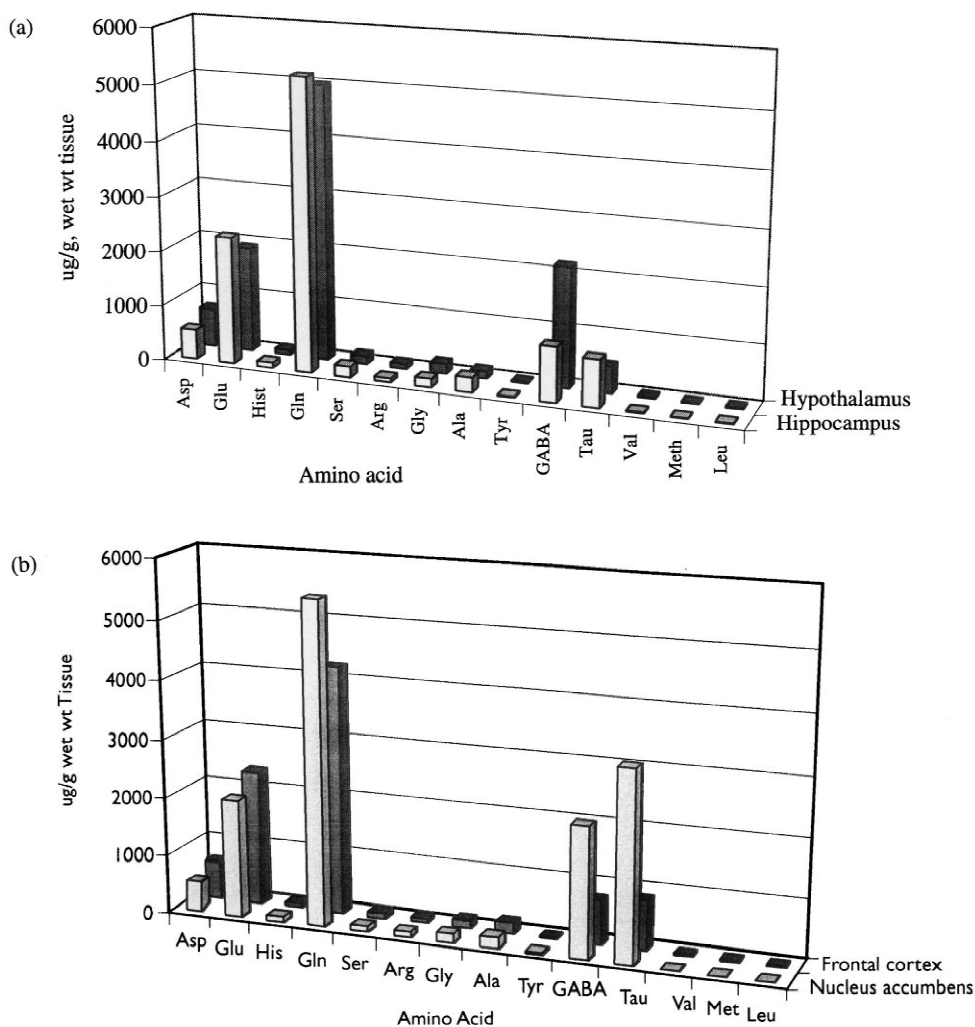 (a)
6000
5000
4000
3000
2000
1000
0
ug/g, wet wt tissue
Asp
Glu
Hist
Gln
Ser
Arg
Gly
Ala
Tyr
GABA
Tau
Val
Meth
Leu
Hypothalamus
Hippocampus
Amino acid
(b)
6000
5000
4000
3000
2000
1000
0
ug/g wet wt Tissue
Asp
Glu
His
Gln
Ser
Arg
Gly
Ala
Tyr
GABA
Tau
Val
Met
Leu
Frontal cortex
Nucleus accumbens
Amino Acid